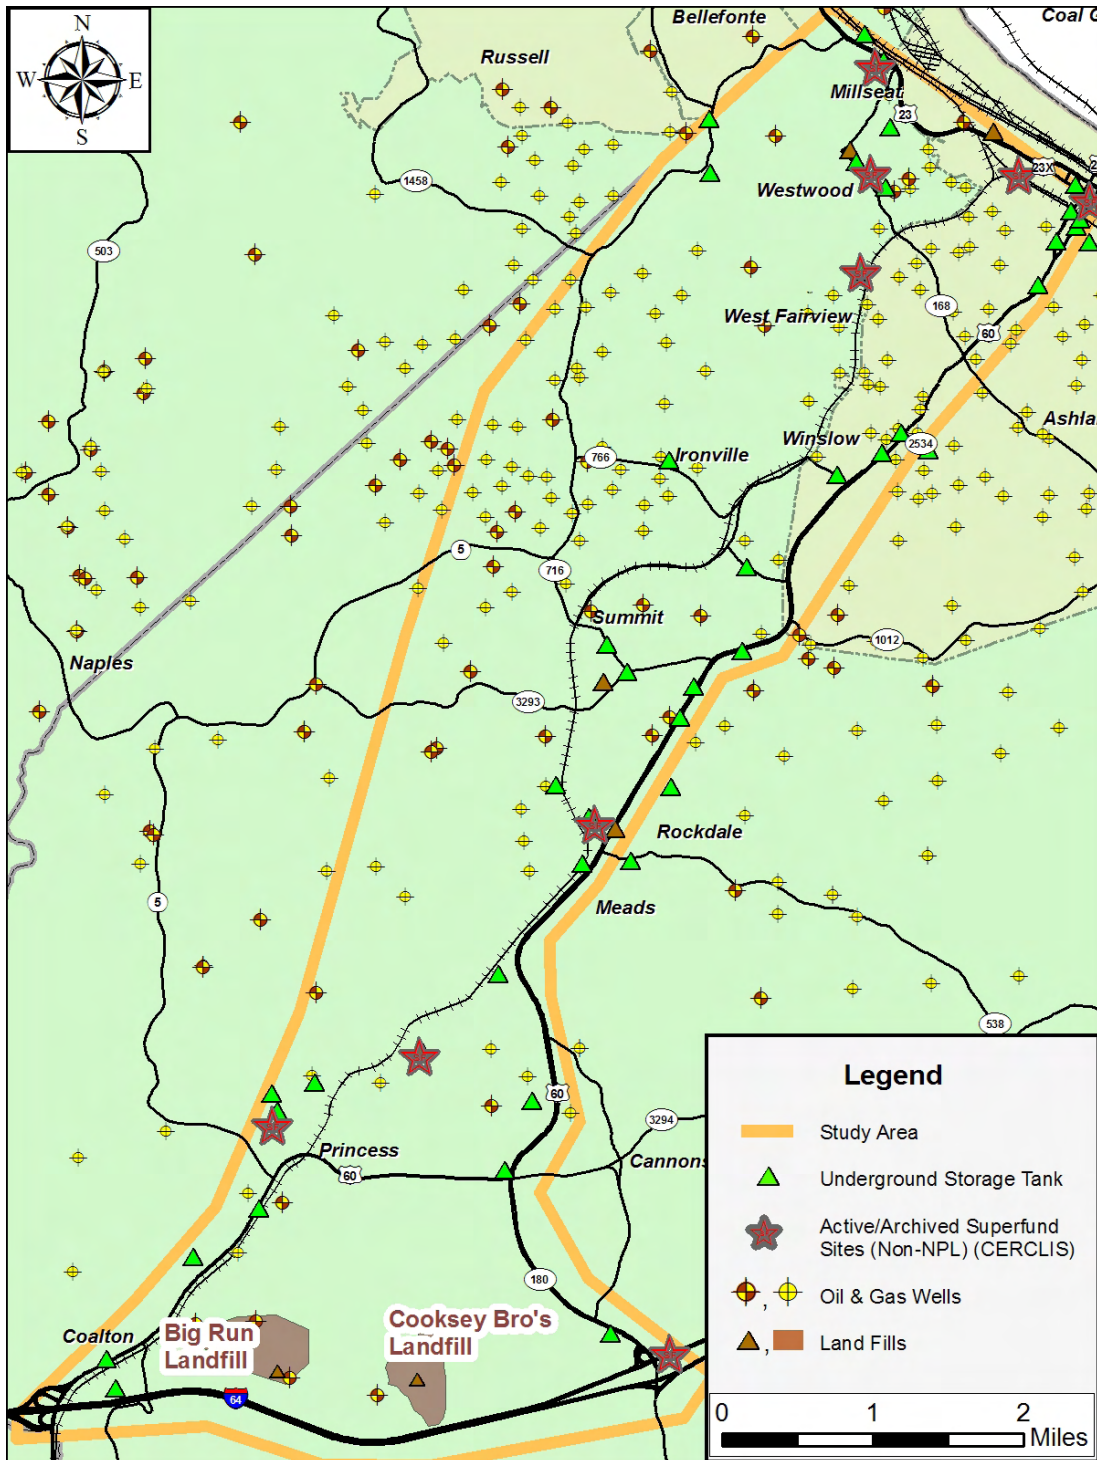 Bellefonte
Coal G
N
W
E
S
Russell
Millseat
23
1458
Westwood
23X
2
503
168
West Fairview
60
Ashla
Winslow
2534
766
Ironville
5
716
Summit
1012
Naples
3293
Rockdale
5
Meads
538
60
3294
Princess
60
Cannons
180
Coalton
Big Run
Landfill
Cooksey Bro's
Landfill
64
Legend
Study Area
Underground Storage Tank
Active/Archived Superfund
Sites (Non-NPL) (CERCLIS)
, Oil & Gas Wells
, Land Fills
0 1 2
Miles